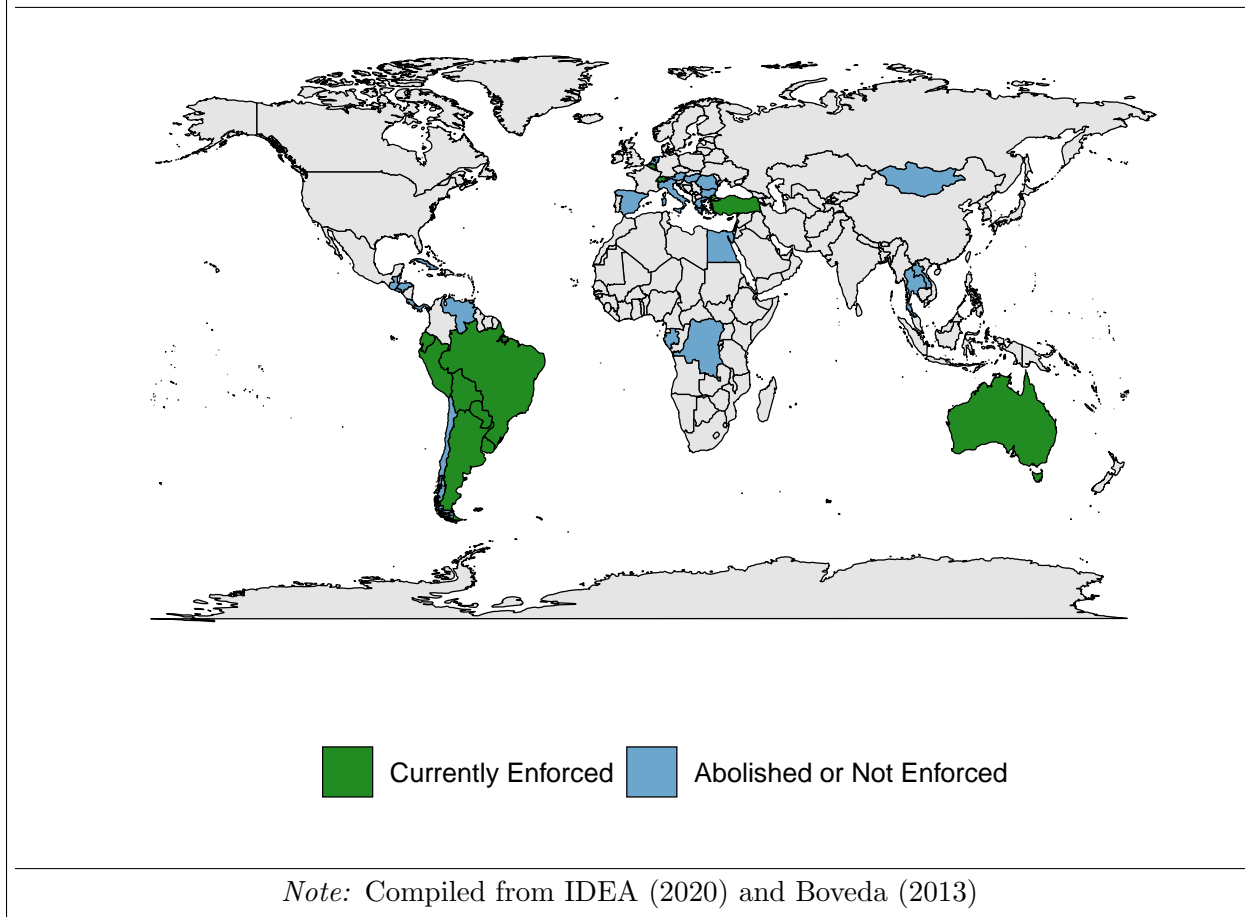 Currently Enforced Abolished or Not Enforced
Note: Compiled from IDEA (2020) and Boveda (2013)